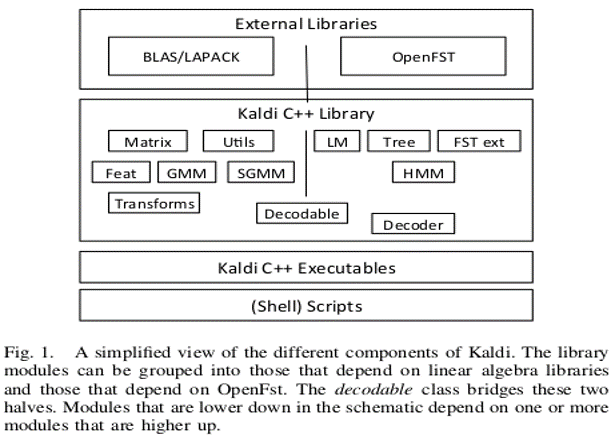 External Libraries
BLAS/LAPACK OpenFST
Kaldi C++ Library
Matrix Utils LM Tree FST ext
Feat GMM SGMM HMM
Transforms
Decodable
Decoder
Kaldi C++ Executables
(Shell) Scripts
Fig. 1. A simplified view of the different components of Kaldi. The library
modules can be grouped into those that depend on linear algebra libraries
and those that depend on OpenFst. The decodable class bridges these two
halves. Modules that are lower down in the schematic depend on one or more
modules that are higher up.